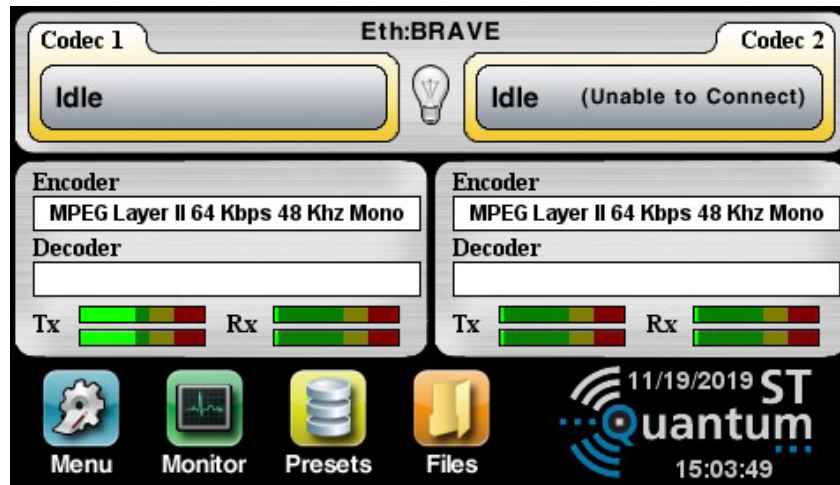 Eth:BRAVE
Codec 1
Codec 2
Idle
Idle (Unable to Connect)
Encoder
MPEG Layer II 64 Kbps 48 Khz Mono
Decoder
Tx Rx
Encoder
MPEG Layer II 64 Kbps 48 Khz Mono
Decoder
Tx Rx
Menu
Monitor
Presets
Files
11/19/2019 ST
Quantum
15:03:49